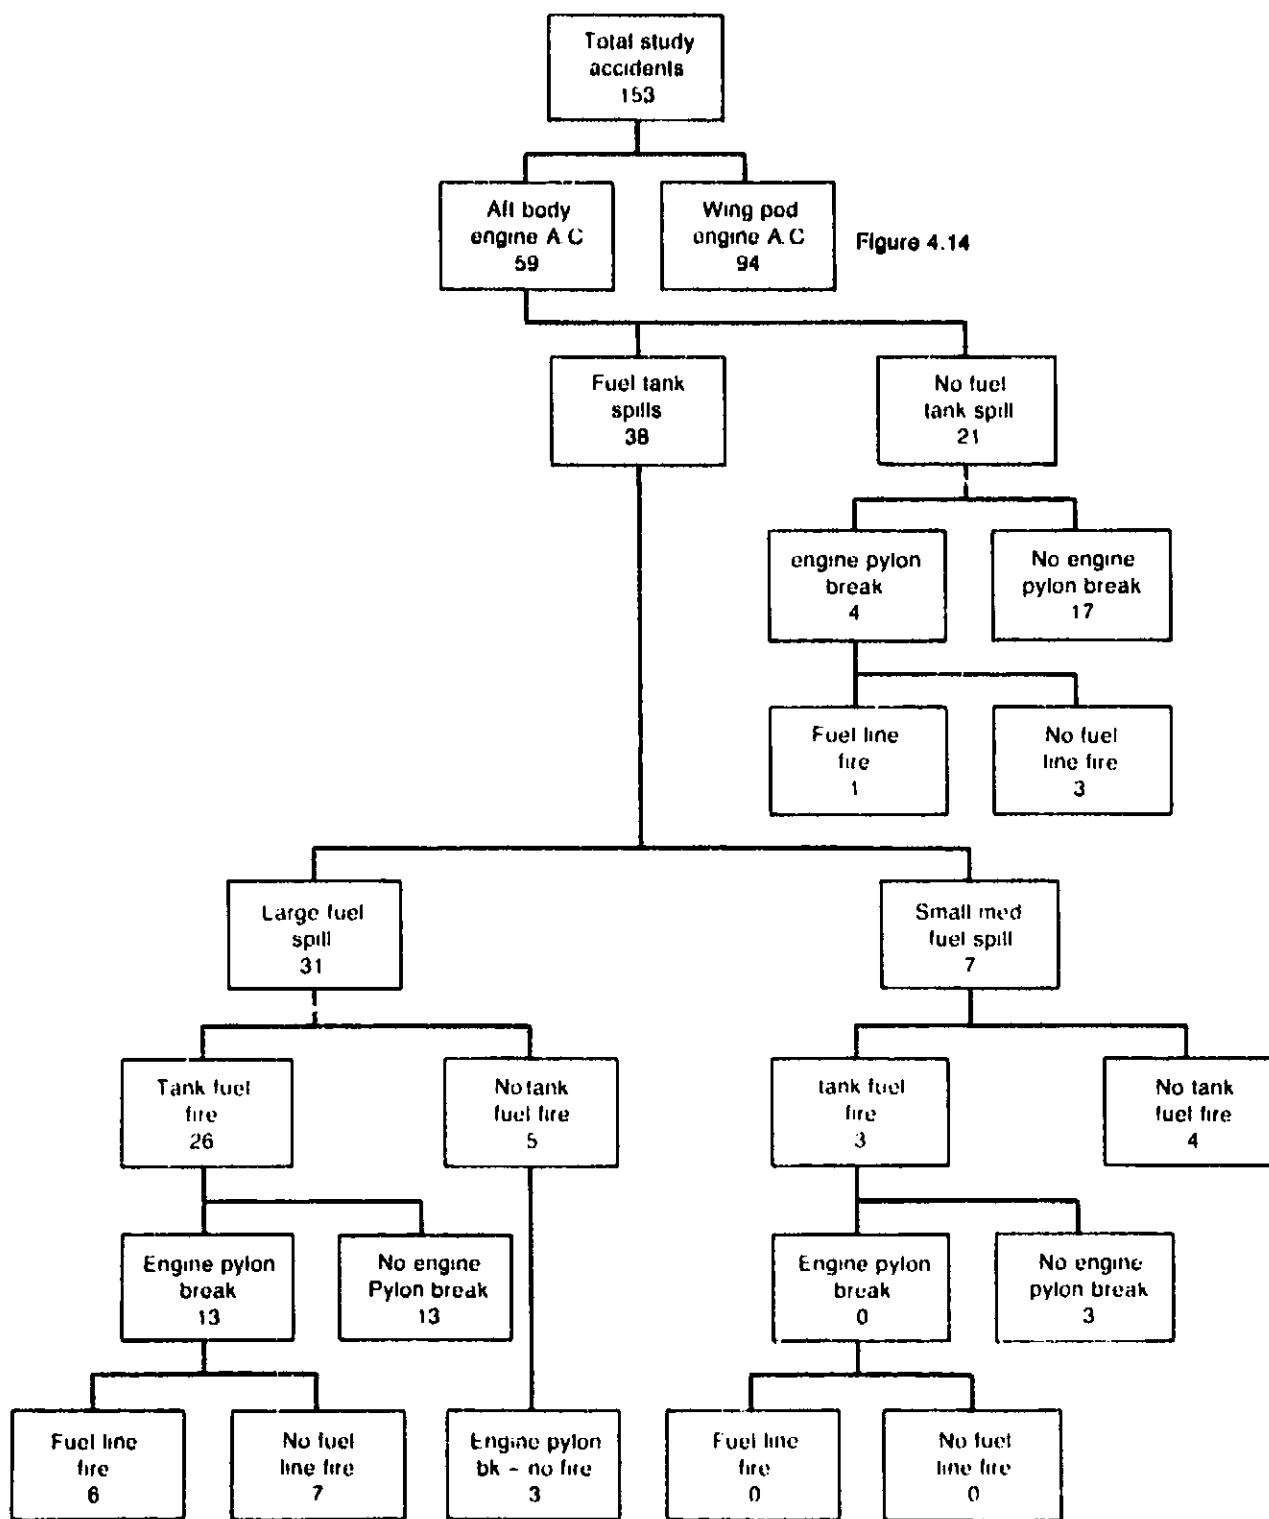 Total study
accidents
153
Aft body
engine A.C
59
Wing pod
engine A.C
94
Figure 4.14
Fuel tank
spills
38
No fuel
tank spill
21
engine pylon
break
4
No engine
pylon break
17
Fuel line
fire
1
No fuel
line fire
3
Large fuel
spill
31
Small med
fuel spill
7
Tank fuel
fire
26
No tank
fuel fire
5
tank fuel
fire
3
No tank
fuel fire
4
Engine pylon
break
13
No engine
Pylon break
13
Engine pylon
break
0
No engine
pylon break
3
Fuel line
fire
6
No fuel
line fire
7
Engine pylon
bk - no fire
3
Fuel line
fire
0
No fuel
line fire
0